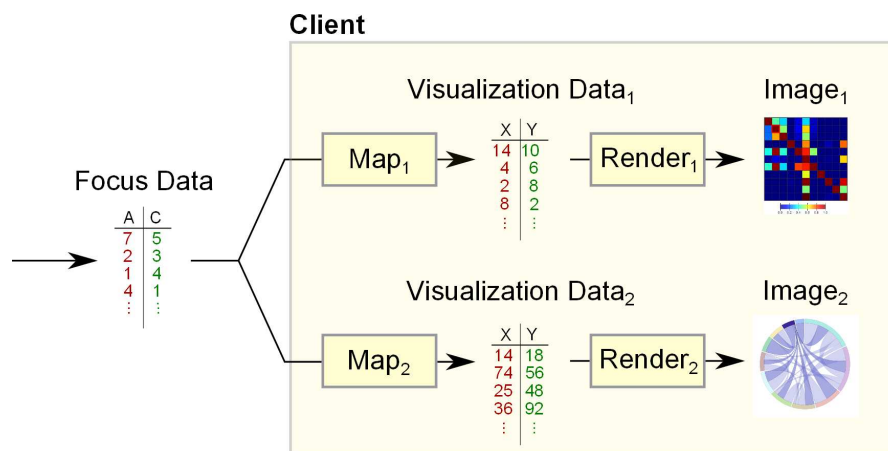 Client
Visualization Data1
Image1
X Y
14 10
4 6
2 8
8 2
⋮ ⋮
Map1
Render1
Focus Data
A C
7 5
2 3
1 4
4 1
⋮ ⋮
Visualization Data2
Image2
X Y
14 18
74 56
25 48
36 92
⋮ ⋮
Map2
Render2